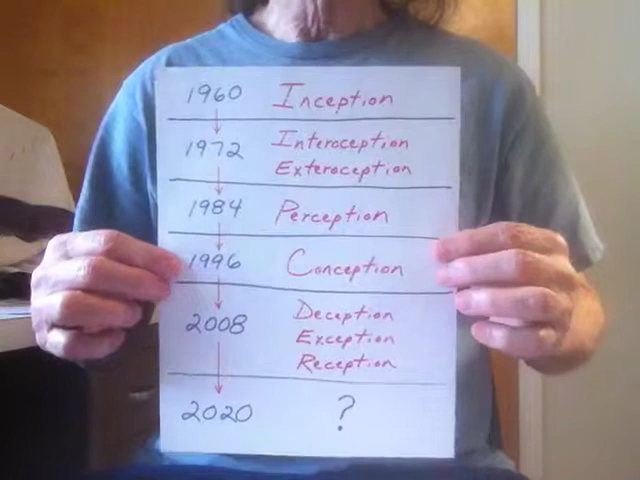 1960 Inception
1972 Interoception
Exteroception
1984 Perception
1996 Conception
2008 Deception
Exception
Reception
2020 ?